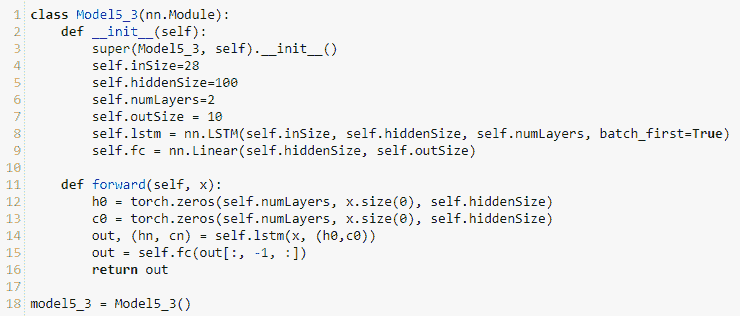 1 class Model5_3(nn.Module):
2     def __init__(self):
3         super(Model5_3, self).__init__()
4         self.inSize=28
5         self.hiddenSize=100
6         self.numLayers=2
7         self.outSize = 10
8         self.lstm = nn.LSTM(self.inSize, self.hiddenSize, self.numLayers, batch_first=True)
9         self.fc = nn.Linear(self.hiddenSize, self.outSize)
10
11     def forward(self, x):
12         h0 = torch.zeros(self.numLayers, x.size(0), self.hiddenSize)
13         c0 = torch.zeros(self.numLayers, x.size(0), self.hiddenSize)
14         out, (hn, cn) = self.lstm(x, (h0,c0))
15         out = self.fc(out[:, -1, :])
16         return out
17
18 model5_3 = Model5_3()